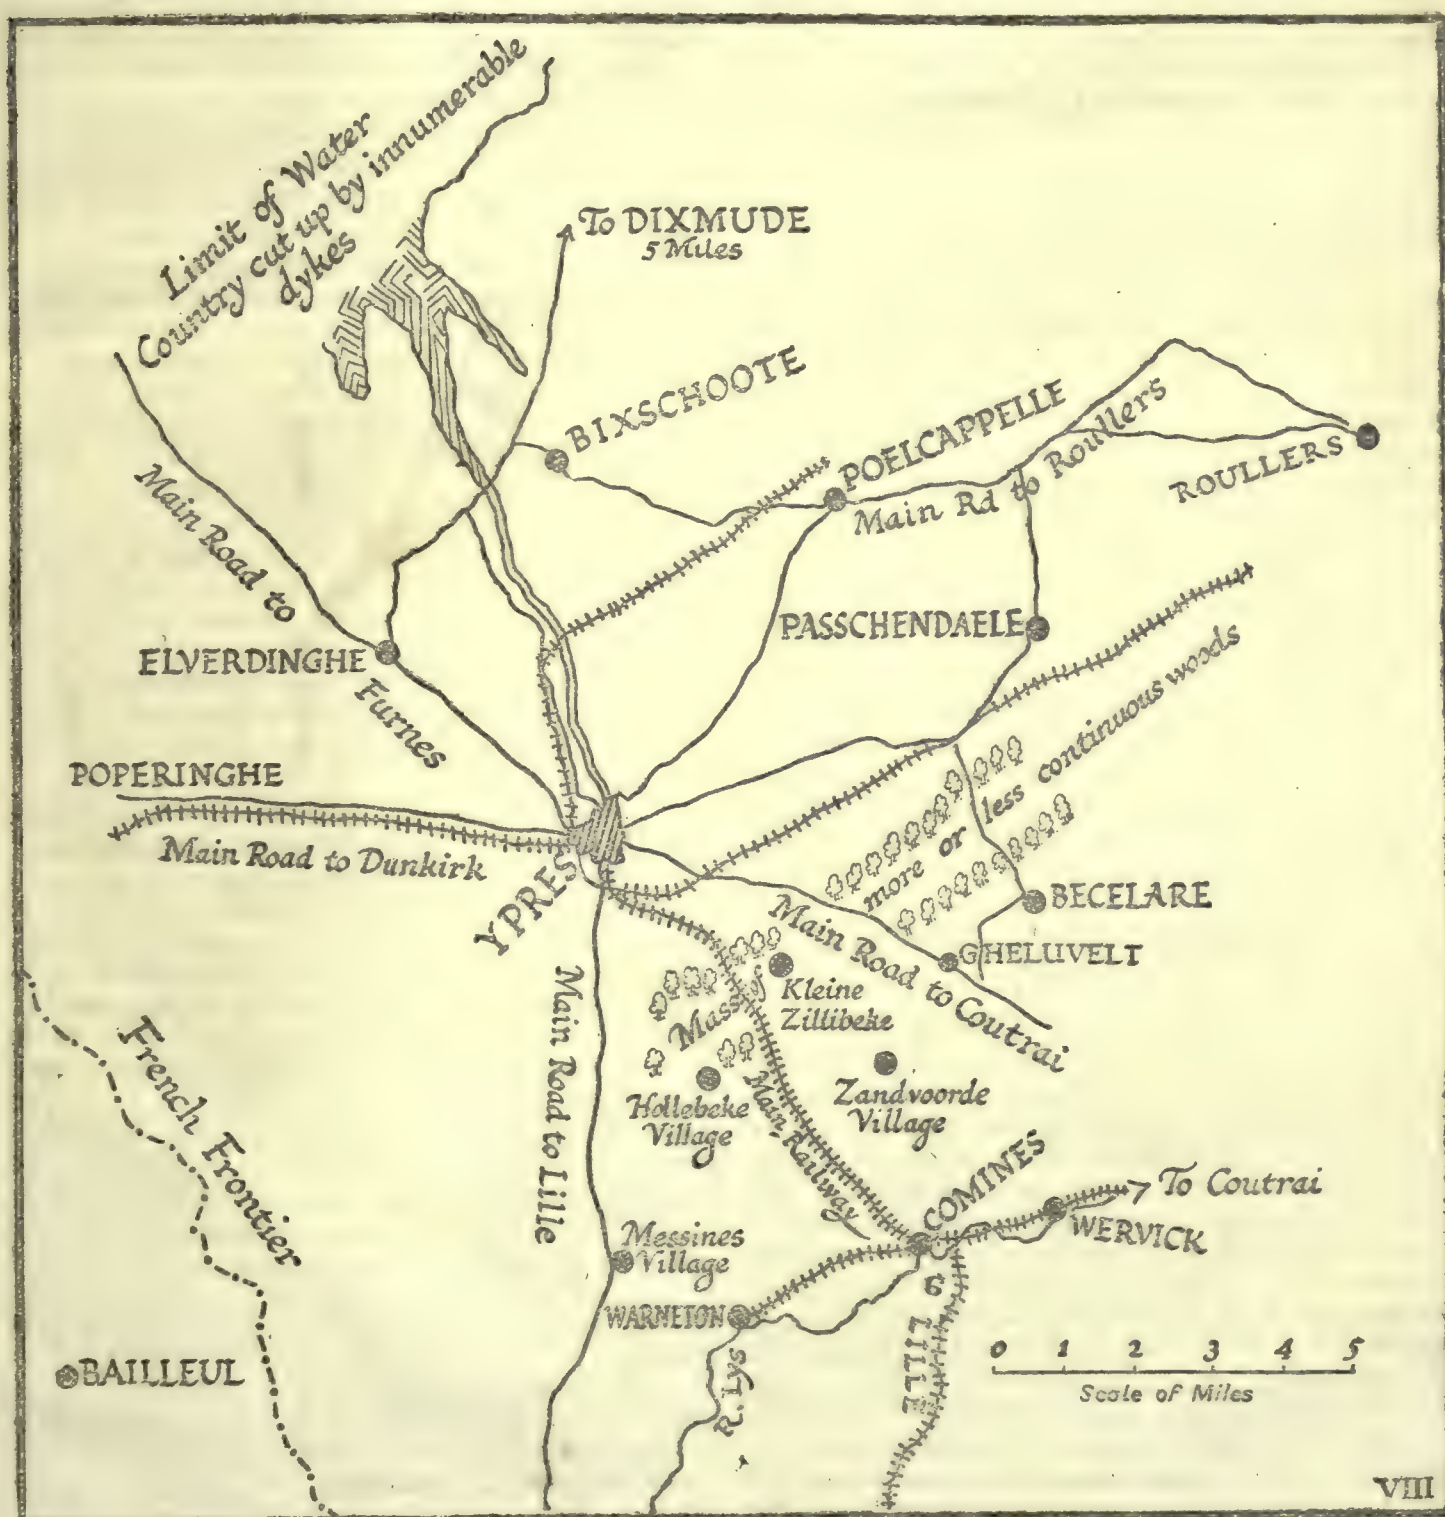 Limit of Water
Country cut up by innumerable
dykes
To DIXMUDE
5 Miles
BIXSCHOOTE
POELCAPPELLE
Main Rd to Roullers
ROULLERS
Main Road to
Furnes
ELVERDINGHE
PASSCHENDAELE
more or less continuous woods
POPERINGHE
Main Road to Dunkirk
YPRES
BECELARE
GHELUVELT
Main Road to Coutrai
Mass of
Kleine
Zillibeke
Main Road to Lille
Hollebeke
Village
Main Railway
Zandvoorde
Village
French Frontier
COMINES
To Coutrai
WERVICK
Messines
Village
WARNETON
LILLE
R. Lys
BAILLEUL
0 1 2 3 4 5
Scale of Miles
VIII